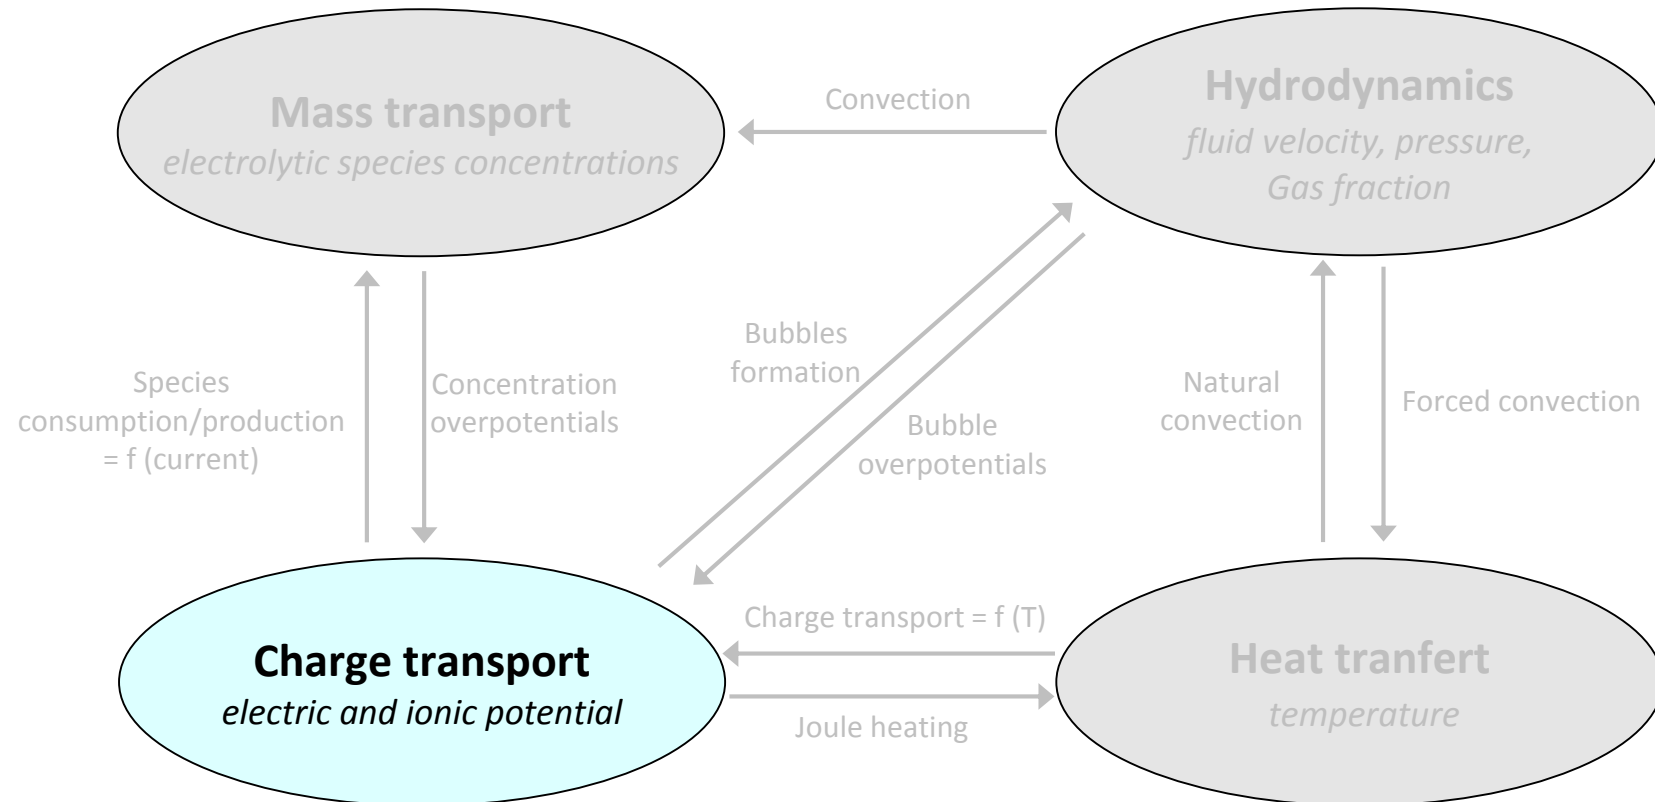 Mass transport
electrolytic species concentrations
Convection
Hydrodynamics
fluid velocity, pressure,
Gas fraction
Species
consumption/production
= f (current)
Concentration
overpotentials
Bubbles
formation
Bubble
overpotentials
Natural
convection
Forced convection
Charge transport
electric and ionic potential
Charge transport = f (T)
Joule heating
Heat tranfert
temperature